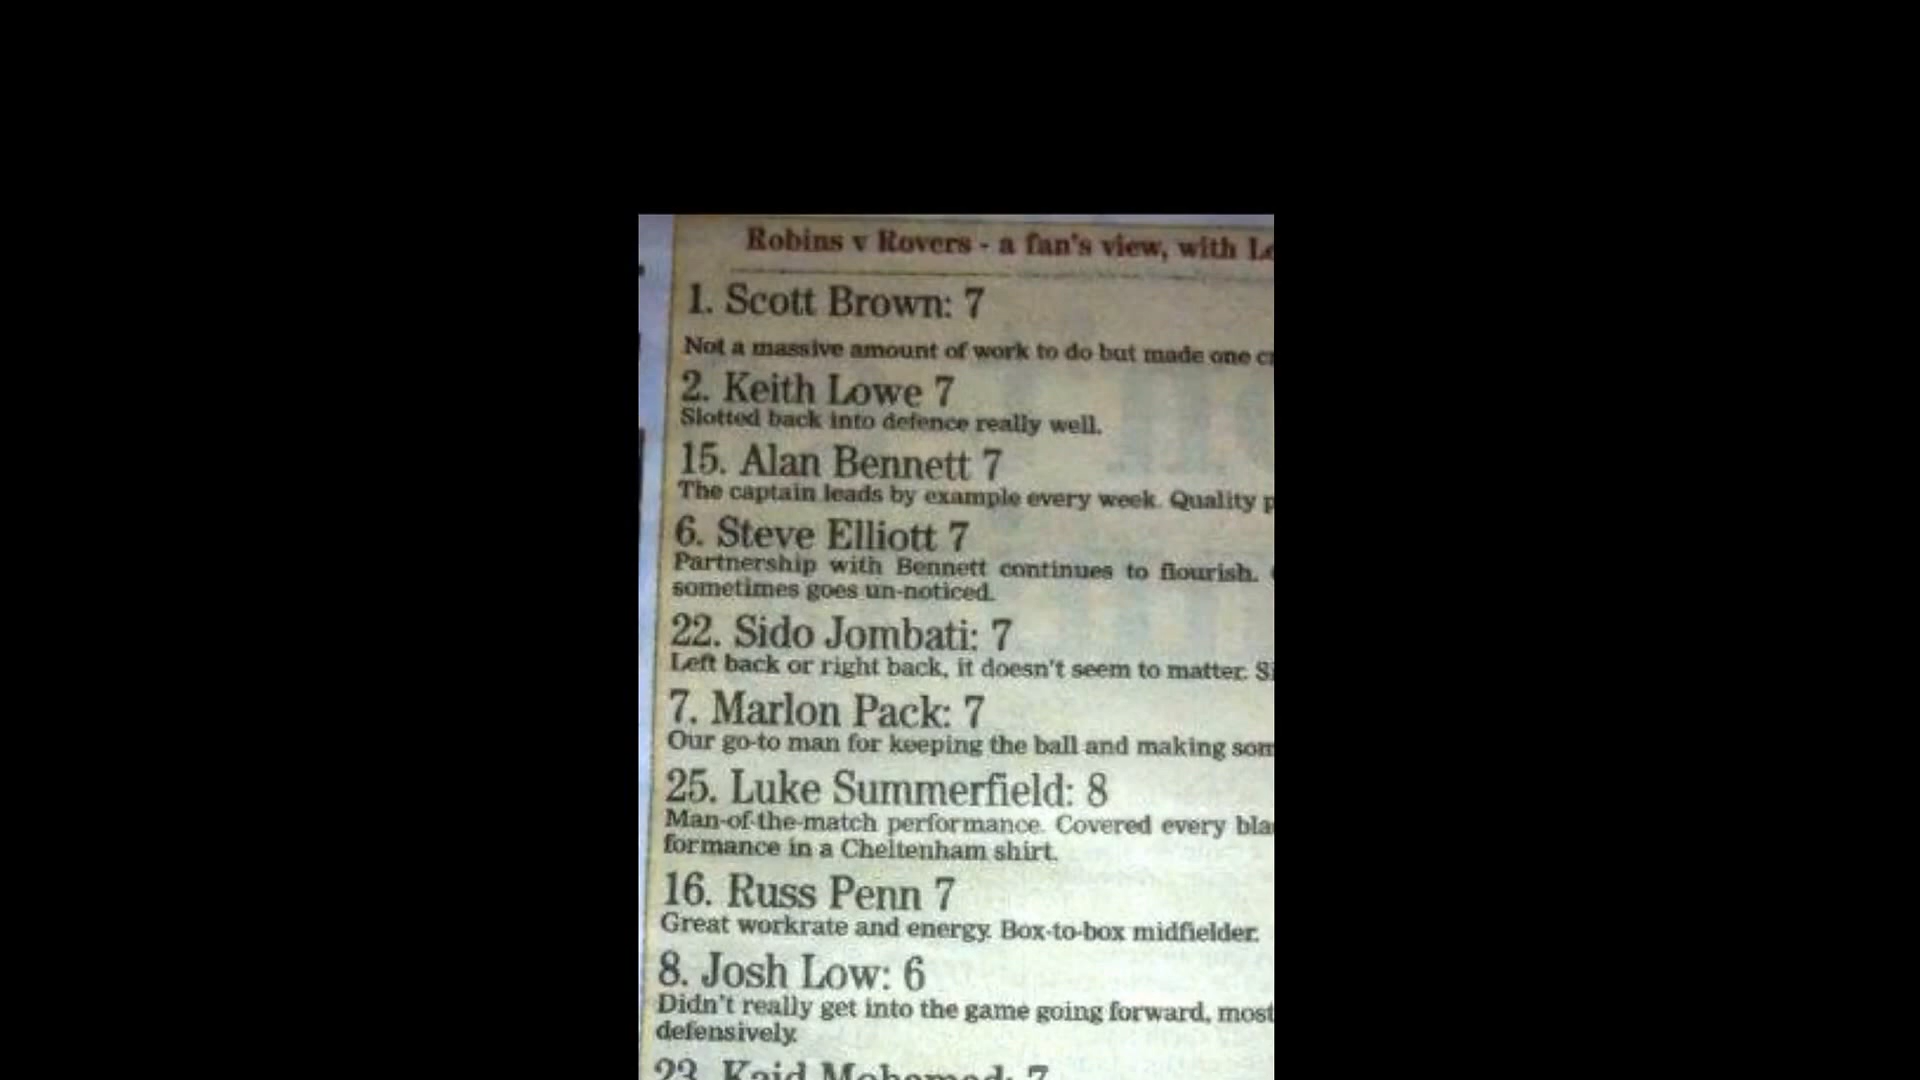 Robins v Rovers - a fan's view, with
1. Scott Brown: 7
Not a massive amount of work to do but made one
2. Keith Lowe 7
Slotted back into defence really well.
15. Alan Bennett 7
The captain leads by example every week. Quality
6. Steve Elliott 7
Partnership with Bennett continues to flourish.
sometimes goes un-noticed.
22. Sido Jombati: 7
Left back or right back, it doesn't seem to matter.
7. Marlon Pack: 7
Our go-to man for keeping the ball and making
25. Luke Summerfield: 8
Man-of-the-match performance. Covered every
formance in a Cheltenham shirt.
16. Russ Penn 7
Great workrate and energy. Box-to-box midfielder.
8. Josh Low: 6
Didn't really get into the game going forward, most
defensively.
23. Kaid Mohamed: 7